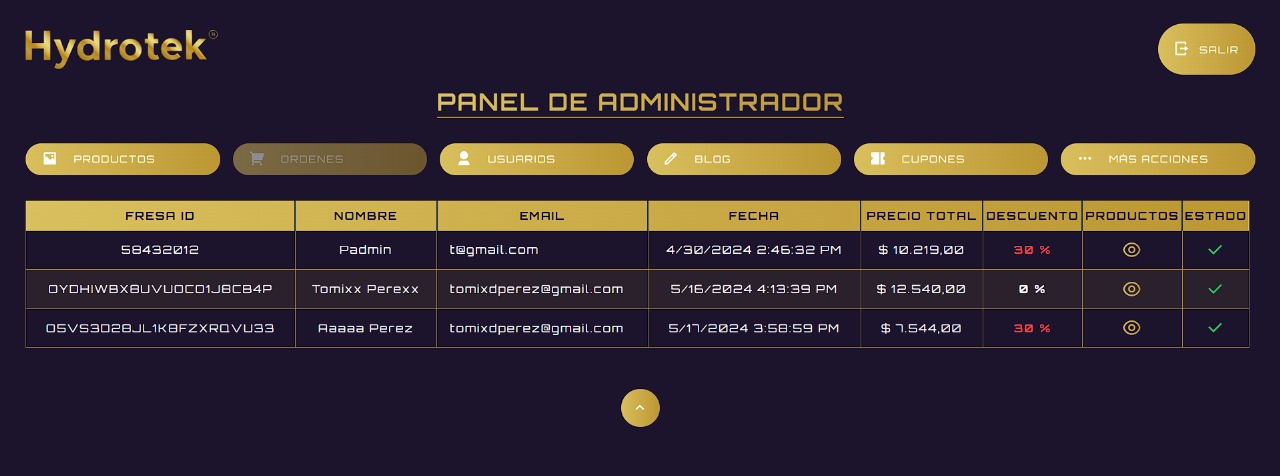 Hydrotek®
SALIR
PANEL DE ADMINISTRADOR
PRODUCTOS ORDENES USUARIOS BLOG CUPONES MÁS ACCIONES
FRESA ID NOMBRE EMAIL FECHA PRECIO TOTAL DESCUENTO PRODUCTOS ESTADO
58432012 Padmin t@gmail.com 4/30/2024 2:46:32 PM $ 10.219,00 30 %
0YDHIWBX8UVUOCO1J8CB4P Tomixx Perexx tomixdperez@gmail.com 5/16/2024 4:13:39 PM $ 12.540,00 0 %
O5VS3D28JL1K8FZXRQVU33 Aaaaa Perez tomixdperez@gmail.com 5/17/2024 3:58:59 PM $ 7.544,00 30 %